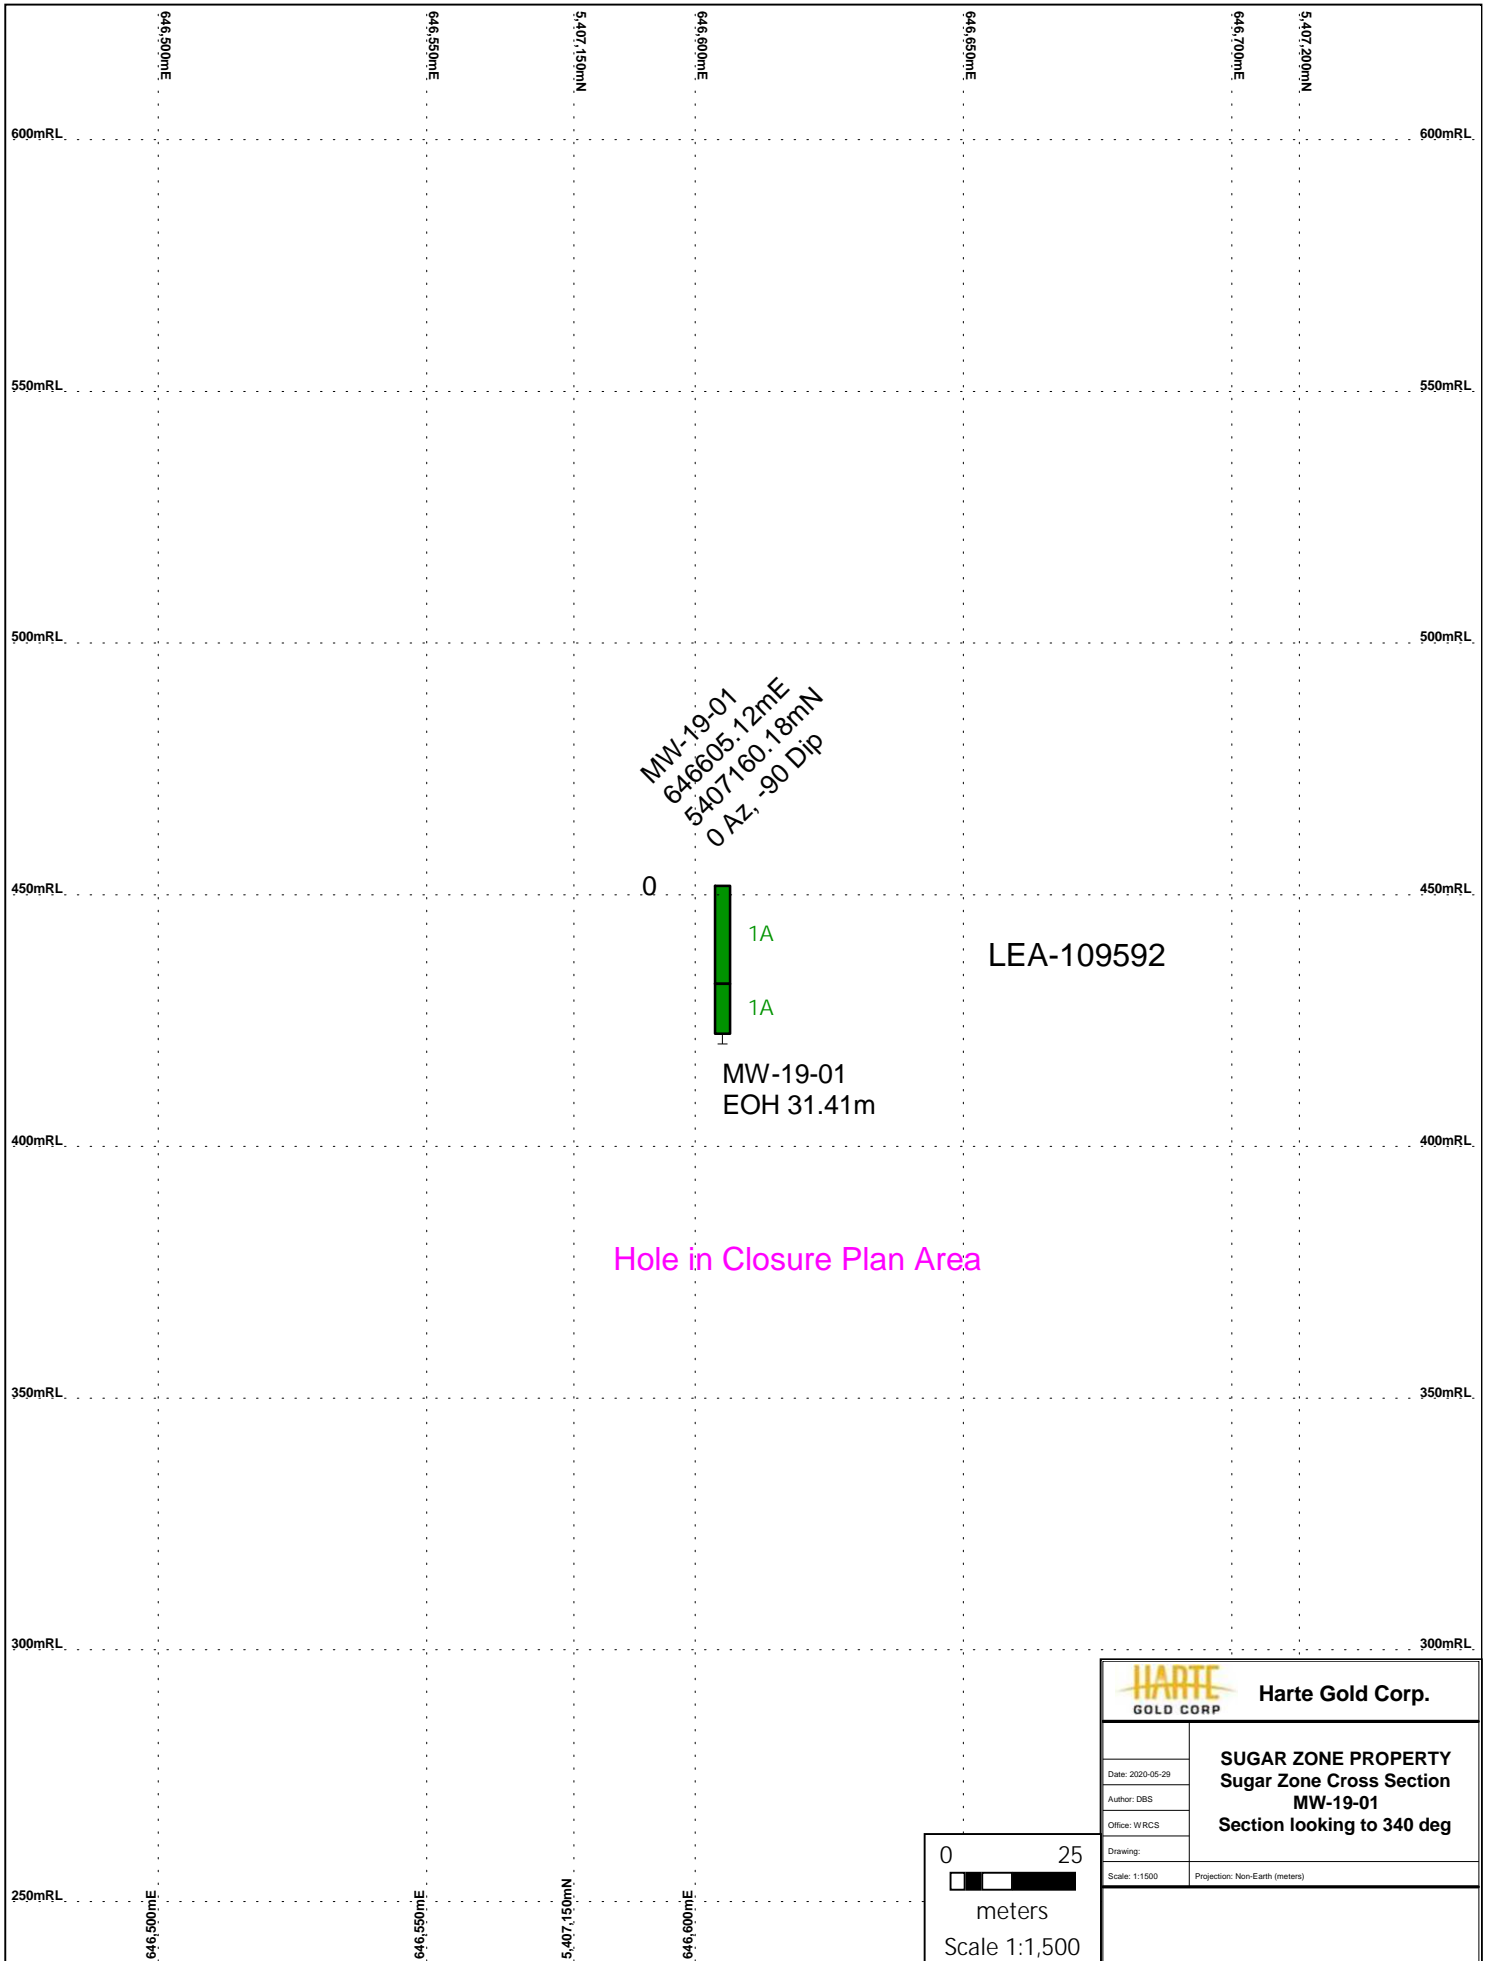 646,500mE
646,550mE
5,407,150mN
646,600mE
646,650mE
646,700mE
5,407,200mN
600mRL
600mRL
550mRL
550mRL
500mRL
500mRL
MW-19-01
646605.12mE
5407160.18mN
0 Az, -90 Dip
0
450mRL
450mRL
1A
LEA-109592
1A
MW-19-01
EOH 31.41m
400mRL
400mRL
Hole in Closure Plan Area
350mRL
350mRL
300mRL
300mRL
HARTE
GOLD CORP
Harte Gold Corp.
SUGAR ZONE PROPERTY
Sugar Zone Cross Section
MW-19-01
Section looking to 340 deg
Date: 2020-05-29
Author: DBS
Office: WRCS
Drawing:
Scale: 1:1500
Projection: Non-Earth (meters)
0 25
meters
Scale 1:1,500
250mRL
646,500mE
646,550mE
5,407,150mN
646,600mE